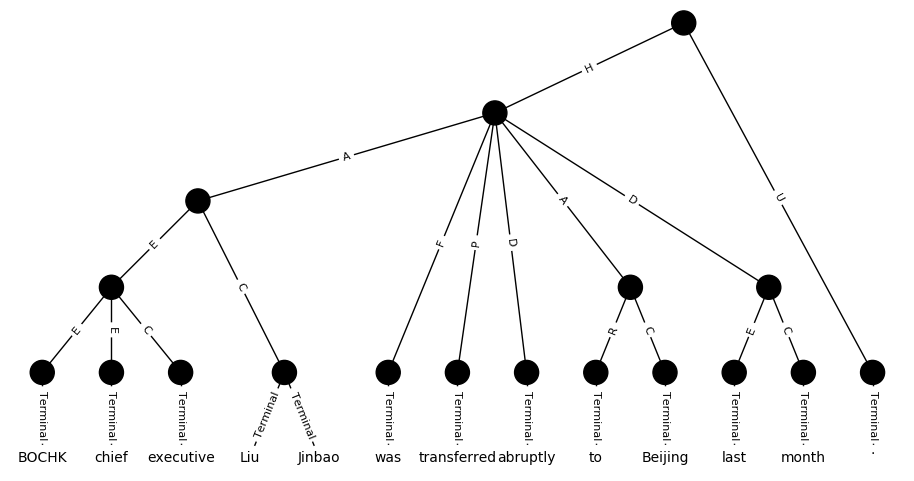 H
A
U
A
D
E
C
F
P
D
E
E
C
R
C
E
C
Terminal Terminal Terminal Terminal Terminal Terminal Terminal Terminal Terminal Terminal Terminal Terminal Terminal
BOCHK chief executive Liu Jinbao was transferred abruptly to Beijing last month .